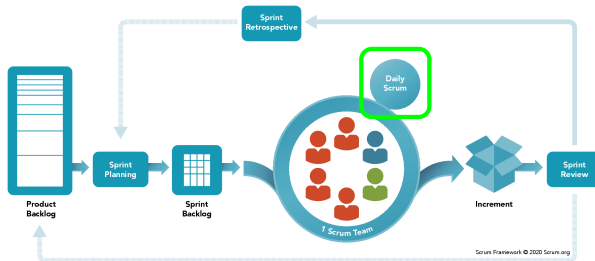 Sprint
Retrospective
Daily
Scrum
Sprint
Planning
Sprint
Review
Product
Backlog
Sprint
Backlog
1 Scrum Team
Increment
Scrum Framework © 2020 Scrum.org